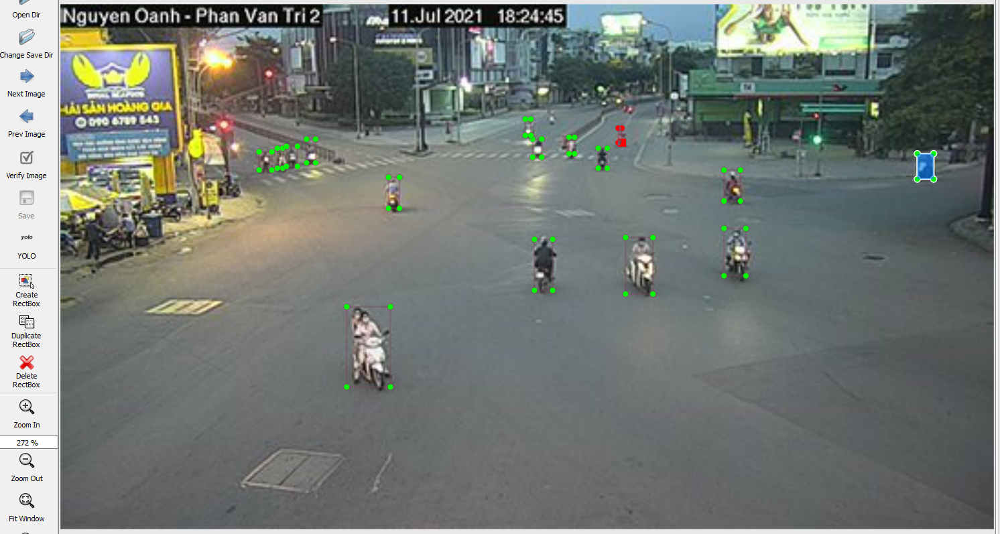 Open Dir
Change Save Dir
Next Image
Prev Image
Verify Image
Save
yolo
YOLO
Create
RectBox
Duplicate
RectBox
Delete
RectBox
Zoom In
272 %
Zoom Out
Fit Window
Nguyen Oanh - Phan Van Tri 2
11.Jul 2021 18:24:45
HẢI SẢN HOÀNG GIA
090 6789 543